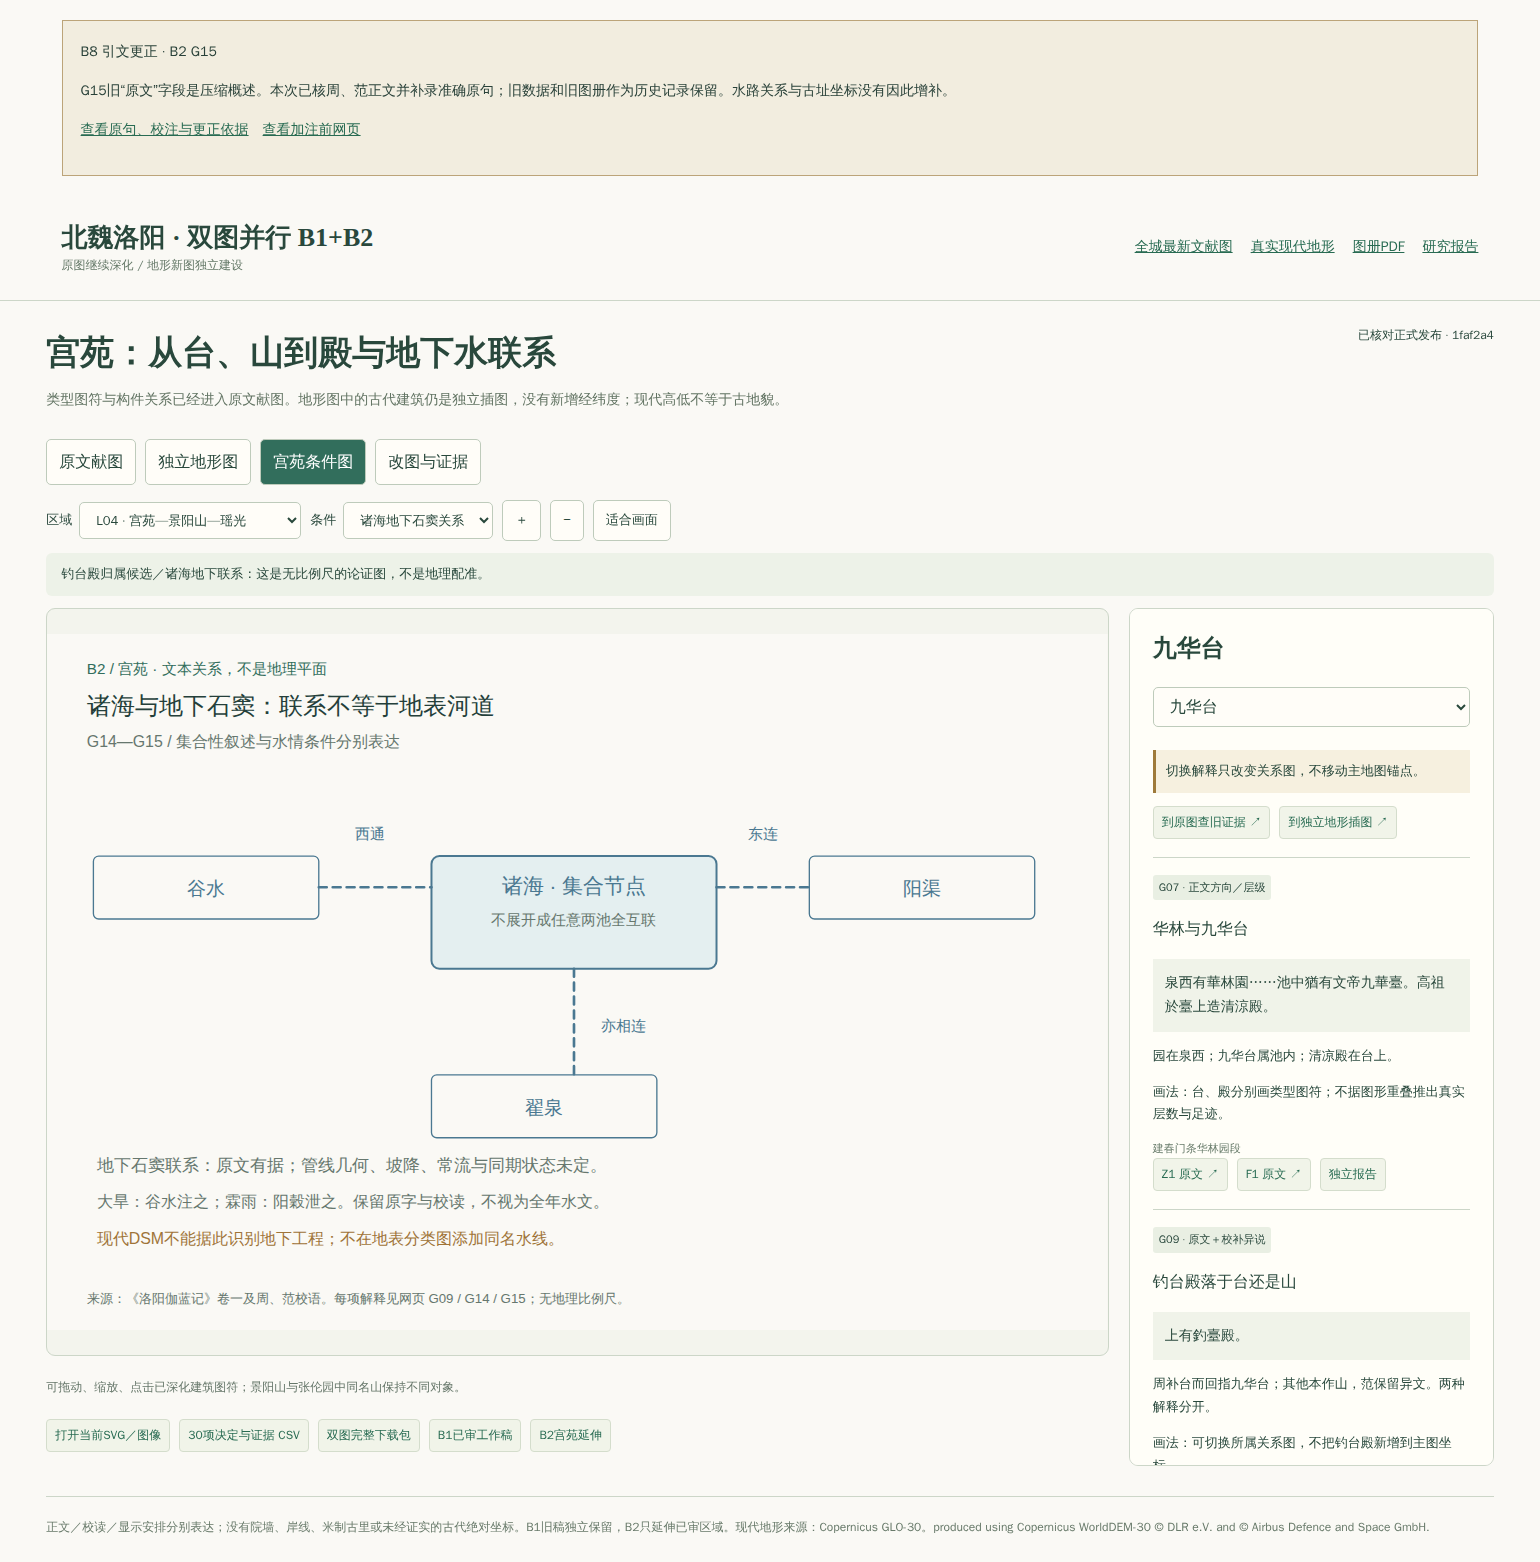 B8 引文更正 · B2 G15
G15旧“原文”字段是压缩概述。本次已核周、范正文并补录准确原句；旧数据和旧图册作为历史记录保留。水路关系与古址坐标没有因此增补。
查看原句、校注与更正依据 查看加注前网页
北魏洛阳 · 双图并行 B1+B2
原图继续深化 / 地形新图独立建设
全城最新文献图 真实现代地形 图册PDF 研究报告
宫苑：从台、山到殿与地下水联系
已核对正式发布 · 1faf2a4
类型图符与构件关系已经进入原文献图。地形图中的古代建筑仍是独立插图，没有新增经纬度；现代高低不等于古地貌。
原文献图 独立地形图 宫苑条件图 改图与证据
区域 L04 · 宫苑—景阳山—瑶光 条件 诸海地下石窦关系 + − 适合画面
钓台殿归属候选／诸海地下联系：这是无比例尺的论证图，不是地理配准。
B2 / 宫苑 · 文本关系，不是地理平面
诸海与地下石窦：联系不等于地表河道
G14—G15 / 集合性叙述与水情条件分别表达
西通
东连
谷水
诸海 · 集合节点
不展开成任意两池全互联
阳渠
亦相连
翟泉
地下石窦联系：原文有据；管线几何、坡降、常流与同期状态未定。
大旱：谷水注之；霖雨：阳穀泄之。保留原字与校读，不视为全年水文。
现代DSM不能据此识别地下工程；不在地表分类图添加同名水线。
来源：《洛阳伽蓝记》卷一及周、范校语。每项解释见网页 G09 / G14 / G15；无地理比例尺。
可拖动、缩放、点击已深化建筑图符；景阳山与张伦园中同名山保持不同对象。
打开当前SVG／图像 30项决定与证据 CSV 双图完整下载包 B1已审工作稿 B2宫苑延伸
九华台
九华台
切换解释只改变关系图，不移动主地图锚点。
到原图查旧证据 ↗ 到独立地形插图 ↗
G07 · 正文方向／层级
华林与九华台
泉西有華林園……池中猶有文帝九華臺。高祖
於臺上造清涼殿。
园在泉西；九华台属池内；清凉殿在台上。
画法：台、殿分别画类型图符；不据图形重叠推出真实
层数与足迹。
建春门条华林园段
Z1 原文 ↗ F1 原文 ↗ 独立报告
G09 · 原文＋校补异说
钓台殿落于台还是山
上有釣臺殿。
周补台而回指九华台；其他本作山，范保留异文。两种
解释分开。
画法：可切换所属关系图，不把钓台殿新增到主图坐
标。
正文／校读／显示安排分别表达；没有院墙、岸线、米制古里或未经证实的古代绝对坐标。B1旧稿独立保留，B2只延伸已审区域。现代地形来源：Copernicus GLO-30。produced using Copernicus WorldDEM-30 © DLR e.V. and © Airbus Defence and Space GmbH.